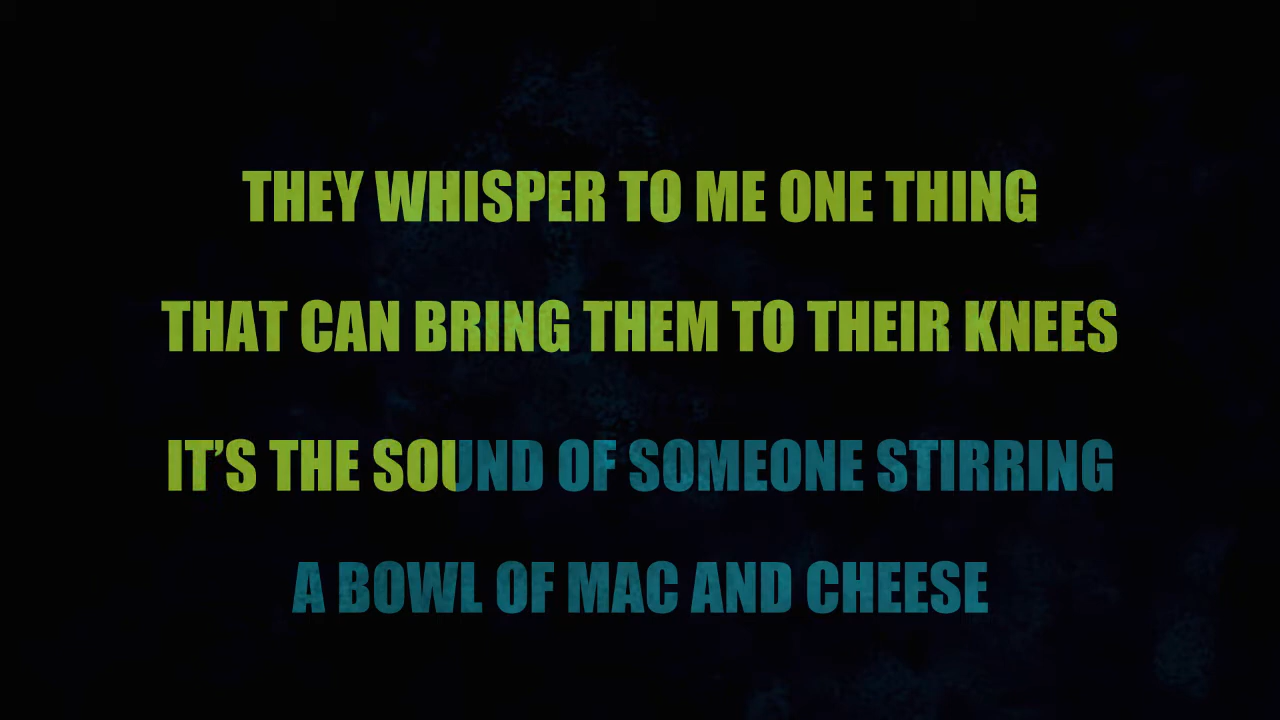 THEY WHISPER TO ME ONE THING
THAT CAN BRING THEM TO THEIR KNEES
IT’S THE SOUND OF SOMEONE STIRRING
A BOWL OF MAC AND CHEESE